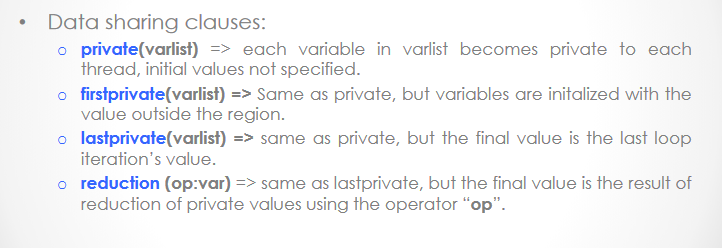 • Data sharing clauses:
o private(varlist) => each variable in varlist becomes private to each
thread, initial values not specified.
o firstprivate(varlist) => Same as private, but variables are initalized with the
value outside the region.
o lastprivate(varlist) => same as private, but the final value is the last loop
iteration's value.
o reduction (op:var) => same as lastprivate, but the final value is the result of
reduction of private values using the operator “op”.